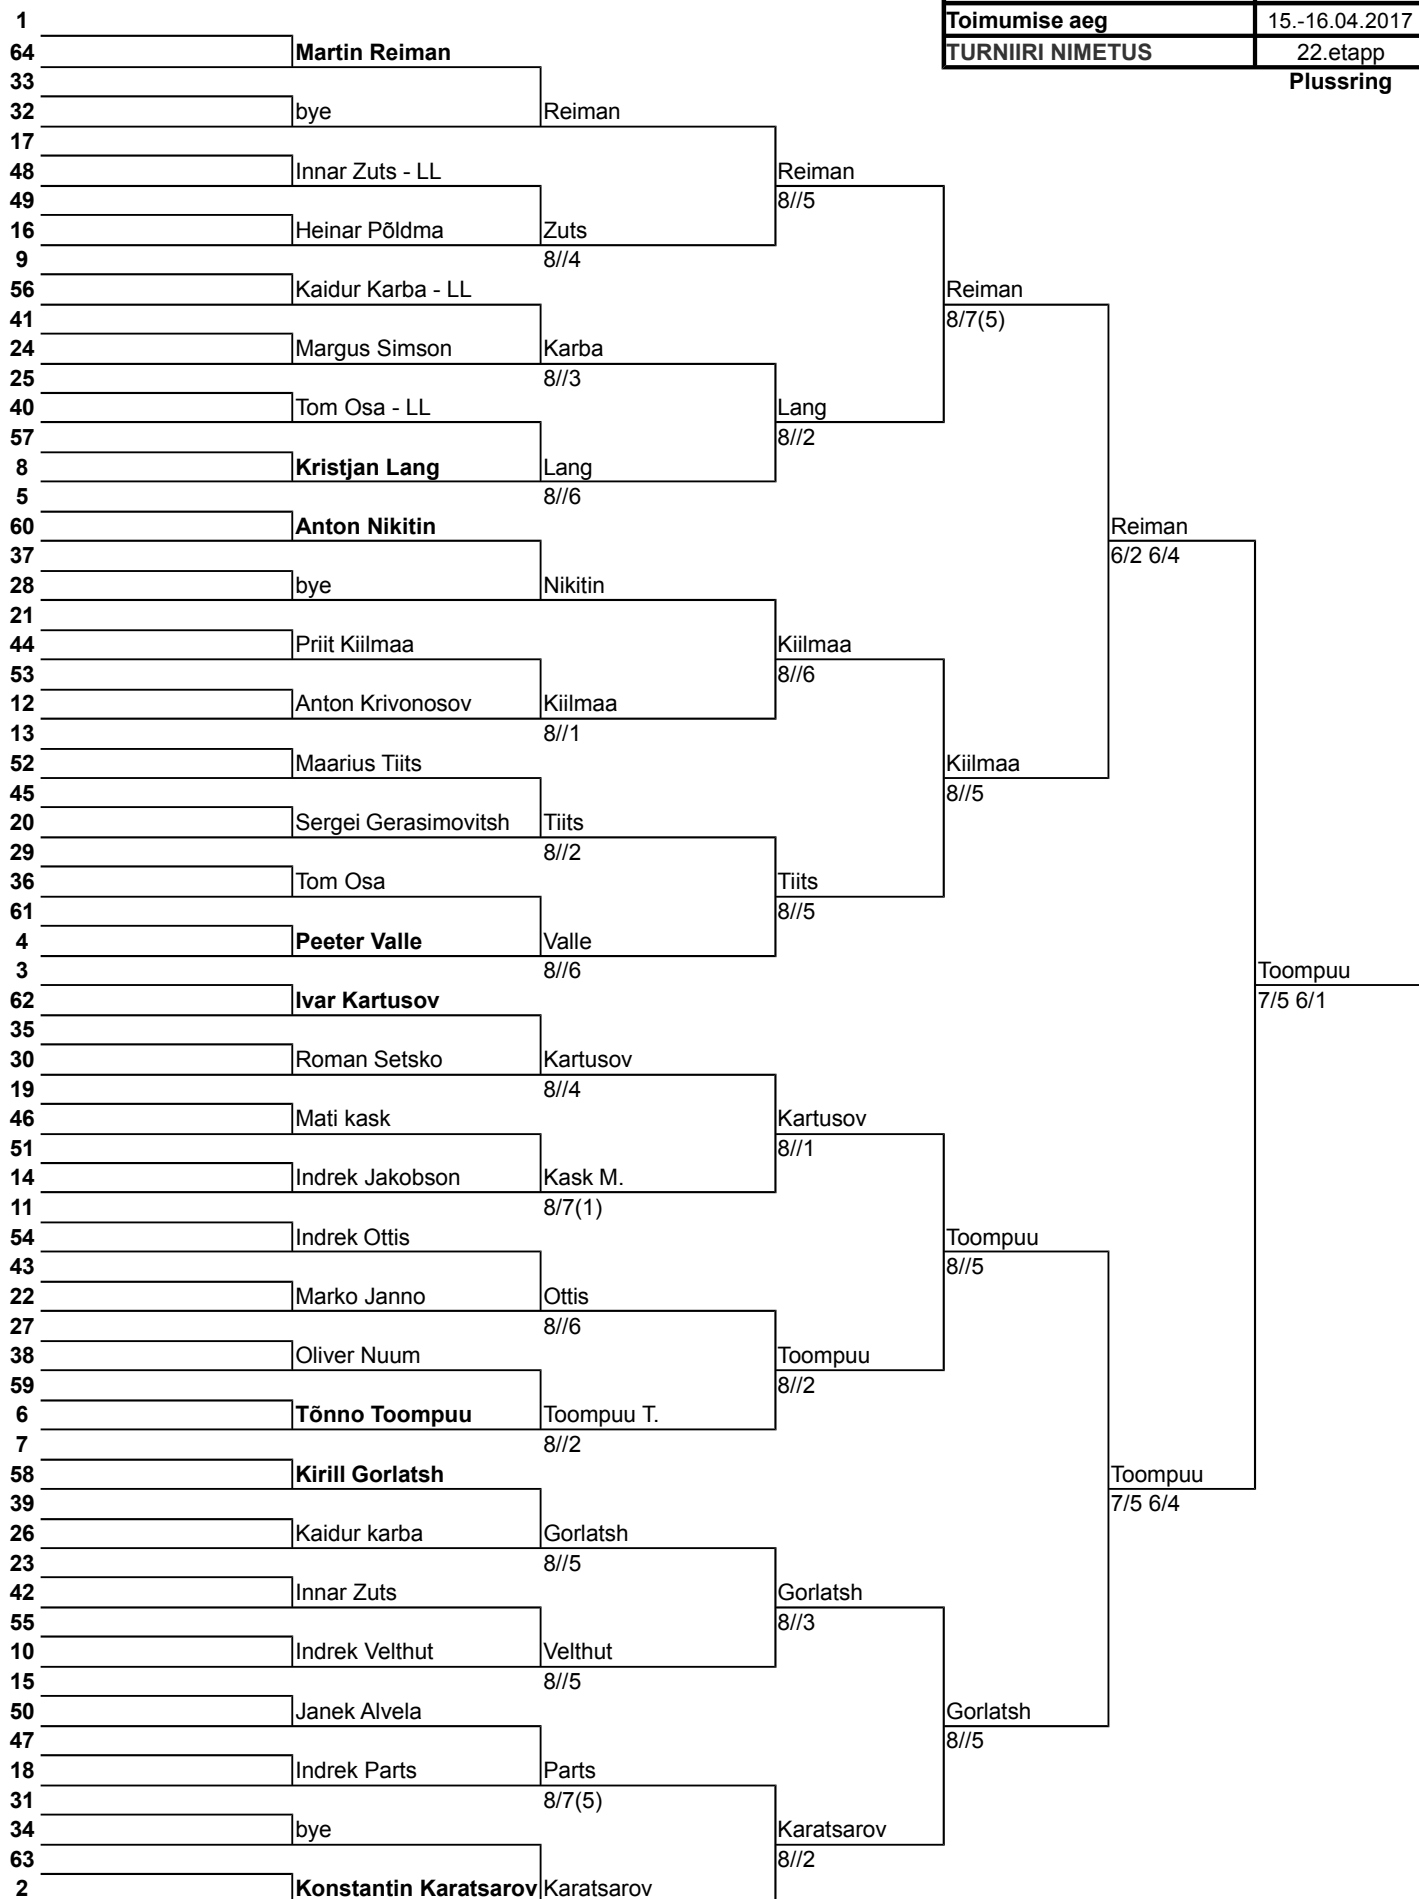 1
Toimumise aeg 15.-16.04.2017
64 Martin Reiman TURNIIRI NIMETUS 22.etapp
33 Plussring
32 bye Reiman
17
48 Innar Zuts - LL Reiman
49 8//5
16 Heinar Põldma Zuts
9 8//4
56 Kaidur Karba - LL Reiman
41 8/7(5)
24 Margus Simson Karba
25 8//3
40 Tom Osa - LL Lang
57 8//2
8 Kristjan Lang Lang
5 8//6
60 Anton Nikitin Reiman
37 6/2 6/4
28 bye Nikitin
21
44 Priit Kiilmaa Kiilmaa
53 8//6
12 Anton Krivonosov Kiilmaa
13 8//1
52 Maarius Tiits Kiilmaa
45 8//5
20 Sergei Gerasimovitsh Tiits
29 8//2
36 Tom Osa Tiits
61 8//5
4 Peeter Valle Valle
3 8//6 Toompuu
62 Ivar Kartusov 7/5 6/1
35
30 Roman Setsko Kartusov
19 8//4
46 Mati kask Kartusov
51 8//1
14 Indrek Jakobson Kask M.
11 8/7(1)
54 Indrek Ottis Toompuu
43 8//5
22 Marko Janno Ottis
27 8//6
38 Oliver Nuum Toompuu
59 8//2
6 Tõnno Toompuu Toompuu T.
7 8//2
58 Kirill Gorlatsh Toompuu
39 7/5 6/4
26 Kaidur karba Gorlatsh
23 8//5
42 Innar Zuts Gorlatsh
55 8//3
10 Indrek Velthut Velthut
15 8//5
50 Janek Alvela Gorlatsh
47 8//5
18 Indrek Parts Parts
31 8/7(5)
34 bye Karatsarov
63 8//2
2 Konstantin Karatsarov Karatsarov